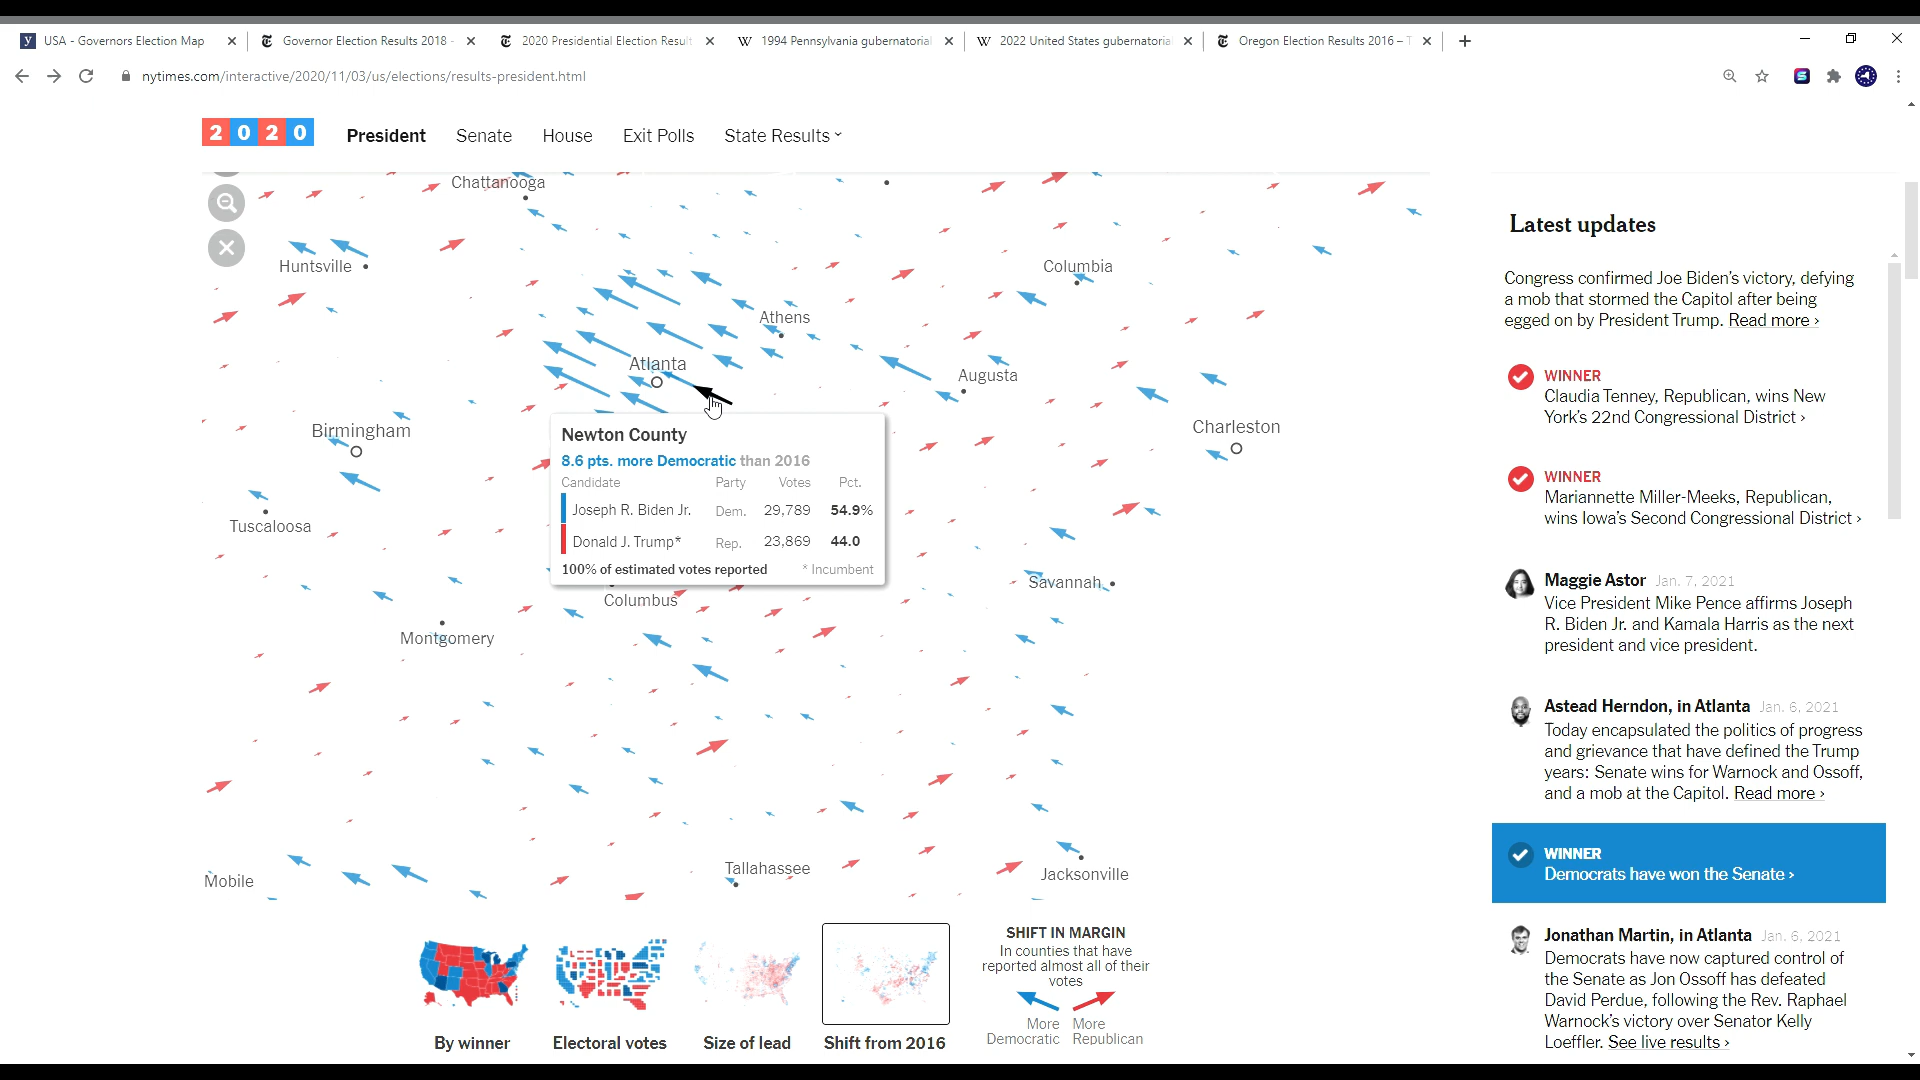 USA - Governors Election Map
Governor Election Results 2018 -
2020 Presidential Election Result
1994 Pennsylvania gubernatorial
2022 United States gubernatoria
Oregon Election Results 2016 – T
nytimes.com/interactive/2020/11/03/us/elections/results-president.html
2020
President
Senate
House
Exit Polls
State Results
Chattanooga
Huntsville
Columbia
Athens
Atlanta
Augusta
Birmingham
Charleston
Tuscaloosa
Newton County
8.6 pts. more Democratic than 2016
Candidate Party Votes Pct.
Joseph R. Biden Jr. Dem. 29,789 54.9%
Donald J. Trump* Rep. 23,869 44.0
100% of estimated votes reported * Incumbent
Savannah
Columbus
Montgomery
Tallahassee
Jacksonville
Mobile
By winner
Electoral votes
Size of lead
Shift from 2016
SHIFT IN MARGIN
In counties that have
reported almost all of their
votes
More Democratic
More Republican
Latest updates
Congress confirmed Joe Biden's victory, defying
a mob that stormed the Capitol after being
egged on by President Trump. Read more ›
WINNER
Claudia Tenney, Republican, wins New
York's 22nd Congressional District ›
WINNER
Mariannette Miller-Meeks, Republican,
wins Iowa's Second Congressional District ›
Maggie Astor Jan. 7, 2021
Vice President Mike Pence affirms Joseph
R. Biden Jr. and Kamala Harris as the next
president and vice president.
Astead Herndon, in Atlanta Jan. 6, 2021
Today encapsulated the politics of progress
and grievance that have defined the Trump
years: Senate wins for Warnock and Ossoff,
and a mob at the Capitol. Read more ›
WINNER
Democrats have won the Senate ›
Jonathan Martin, in Atlanta Jan. 6, 2021
Democrats have now captured control of
the Senate as Jon Ossoff has defeated
David Perdue, following the Rev. Raphael
Warnock's victory over Senator Kelly
Loeffler. See live results ›